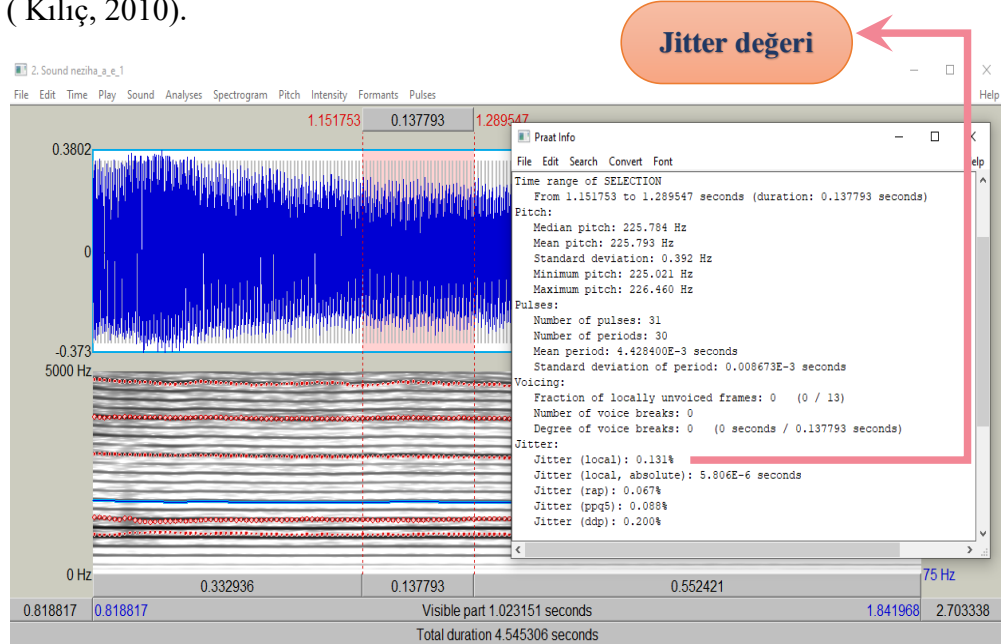 ( Kılıç, 2010).
Jitter değeri
2. Sound neziha_a_e_1
File Edit Time Play Sound Analyses Spectrogram Pitch Intensity Formants Pulses
Help
1.151753 0.137793 1.289547
0.3802
0
-0.373
5000 Hz
0 Hz
Praat Info
File Edit Search Convert Font
elp
Time range of SELECTION
From 1.151753 to 1.289547 seconds (duration: 0.137793 seconds)
Pitch:
Median pitch: 225.784 Hz
Mean pitch: 225.793 Hz
Standard deviation: 0.392 Hz
Minimum pitch: 225.021 Hz
Maximum pitch: 226.460 Hz
Pulses:
Number of pulses: 31
Number of periods: 30
Mean period: 4.428400E-3 seconds
Standard deviation of period: 0.008673E-3 seconds
Voicing:
Fraction of locally unvoiced frames: 0 (0 / 13)
Number of voice breaks: 0
Degree of voice breaks: 0 (0 seconds / 0.137793 seconds)
Jitter:
Jitter (local): 0.131%
Jitter (local, absolute): 5.806E-6 seconds
Jitter (rap): 0.067%
Jitter (ppq5): 0.088%
Jitter (ddp): 0.200%
75 Hz
0.332936 0.137793 0.552421
0.818817 0.818817 Visible part 1.023151 seconds 1.841968 2.703338
Total duration 4.545306 seconds